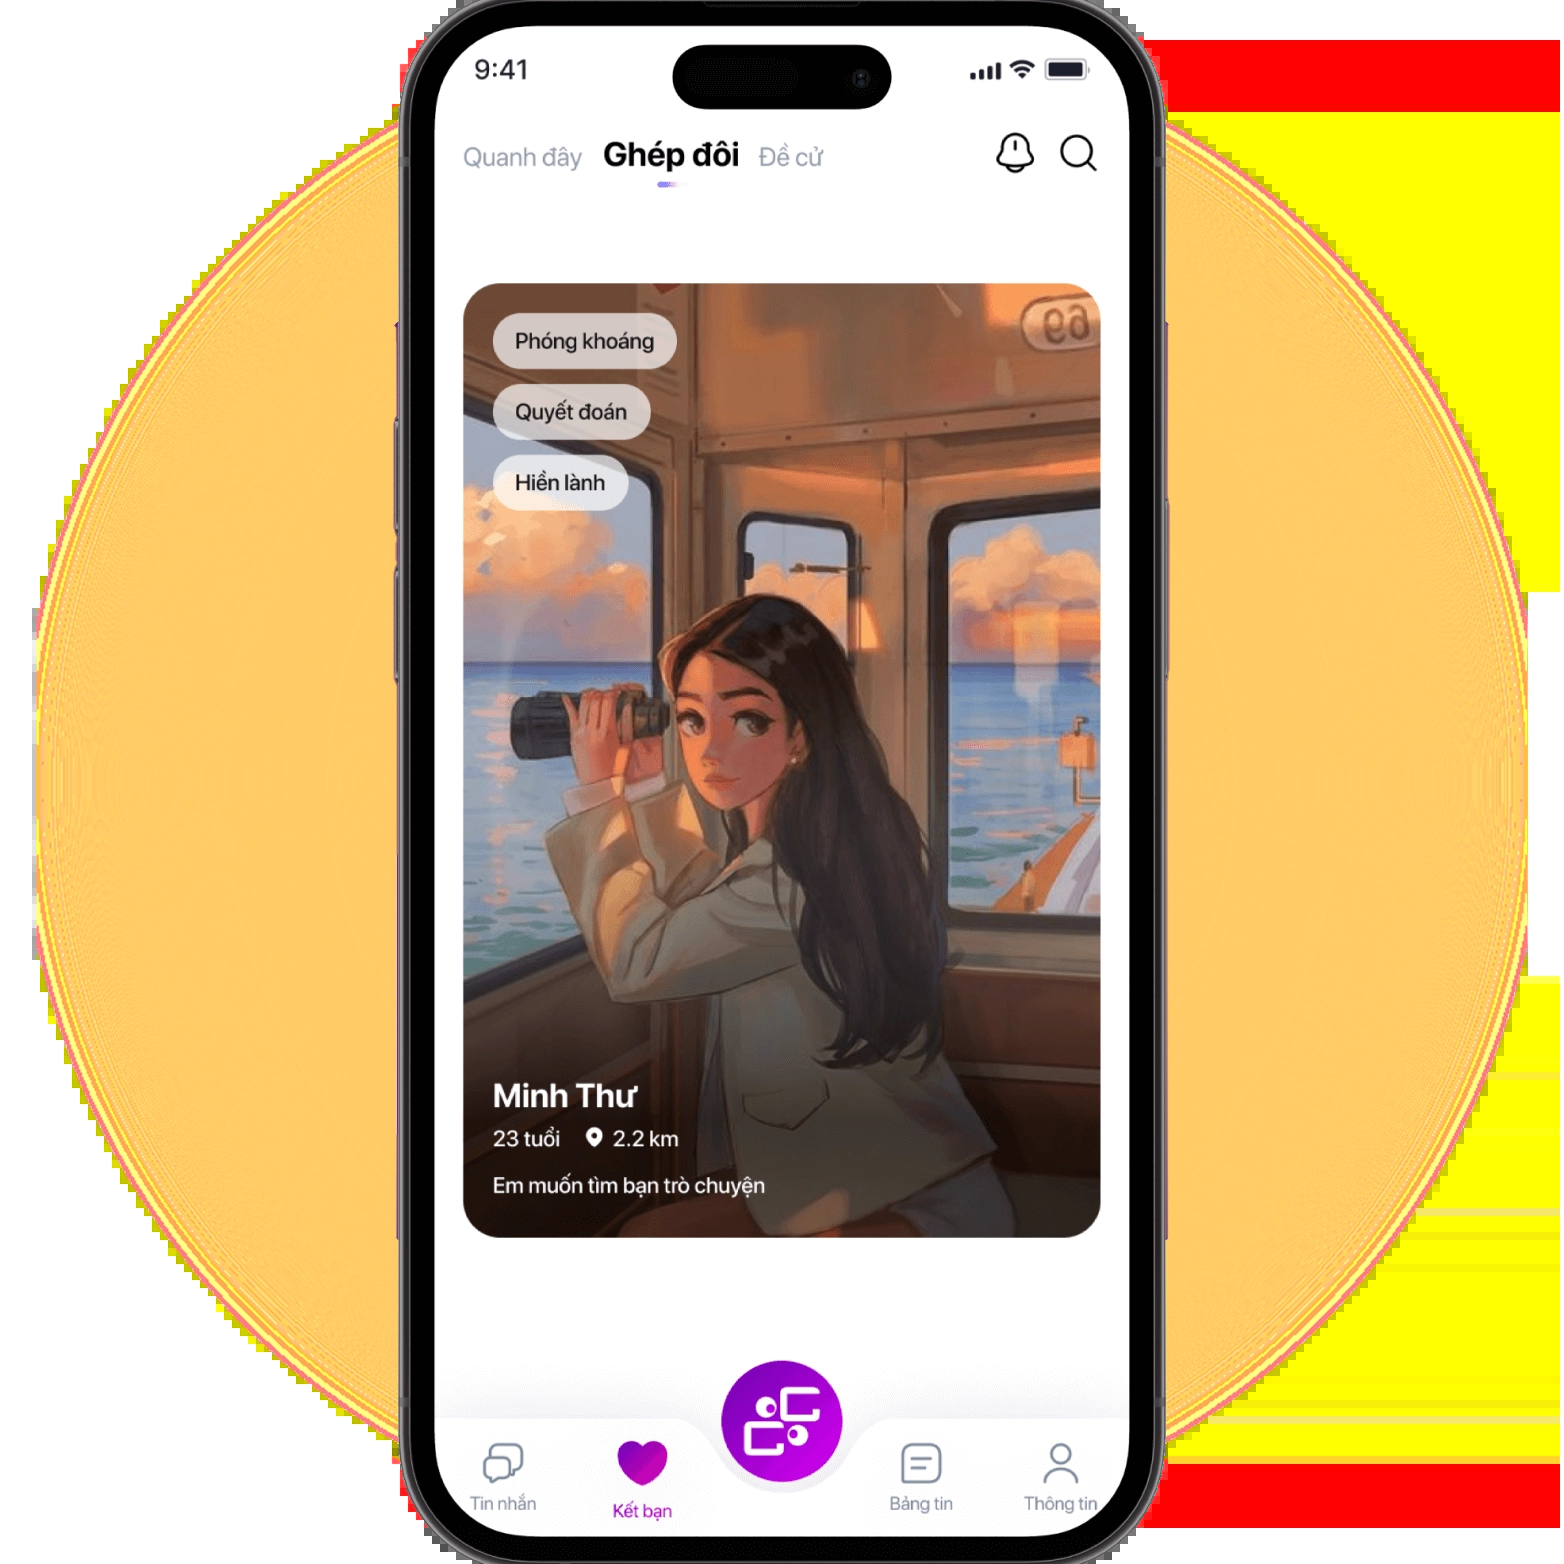 9:41
Quanh đây Ghép đôi Đề cử
69
Phóng khoáng
Quyết đoán
Hiền lành
Minh Thư
23 tuổi 2.2 km
Em muốn tìm bạn trò chuyện
Tin nhắn Kết bạn Bảng tin Thông tin